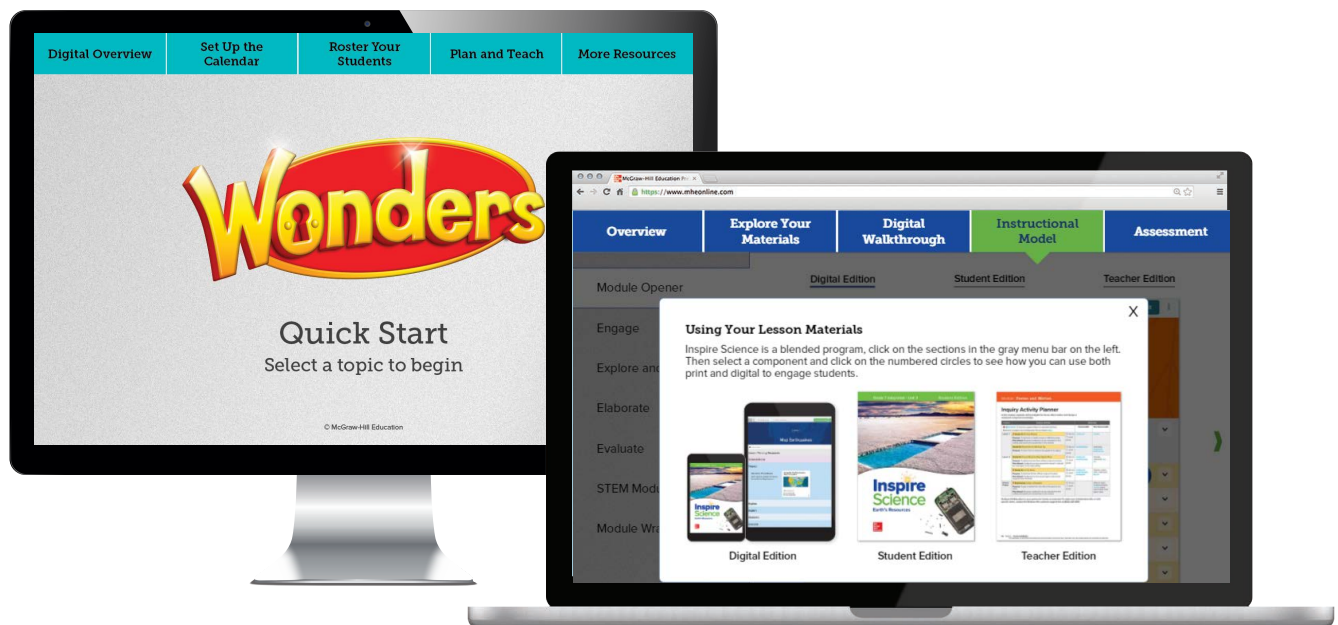 Digital Overview
Set Up the
Calendar
Roster Your
Students
Plan and Teach
More Resources
Wonders
Quick Start
Select a topic to begin
© McGraw-Hill Education
McGraw-Hill Education
https://www.mheonline.com
Overview
Explore Your
Materials
Digital
Walkthrough
Instructional
Model
Assessment
Digital Edition
Student Edition
Teacher Edition
Module Opener
Engage
Explore and
Elaborate
Evaluate
STEM
Module
X
Using Your Lesson Materials
Inspire Science is a blended program, click on the sections in the gray menu bar on the left.
Then select a component and click on the numbered circles to see how you can use both
print and digital to engage students.
Inspire
Science
Inspire
Science
Earth's Resources
Inquiry Activity Planner
Digital Edition
Student Edition
Teacher Edition